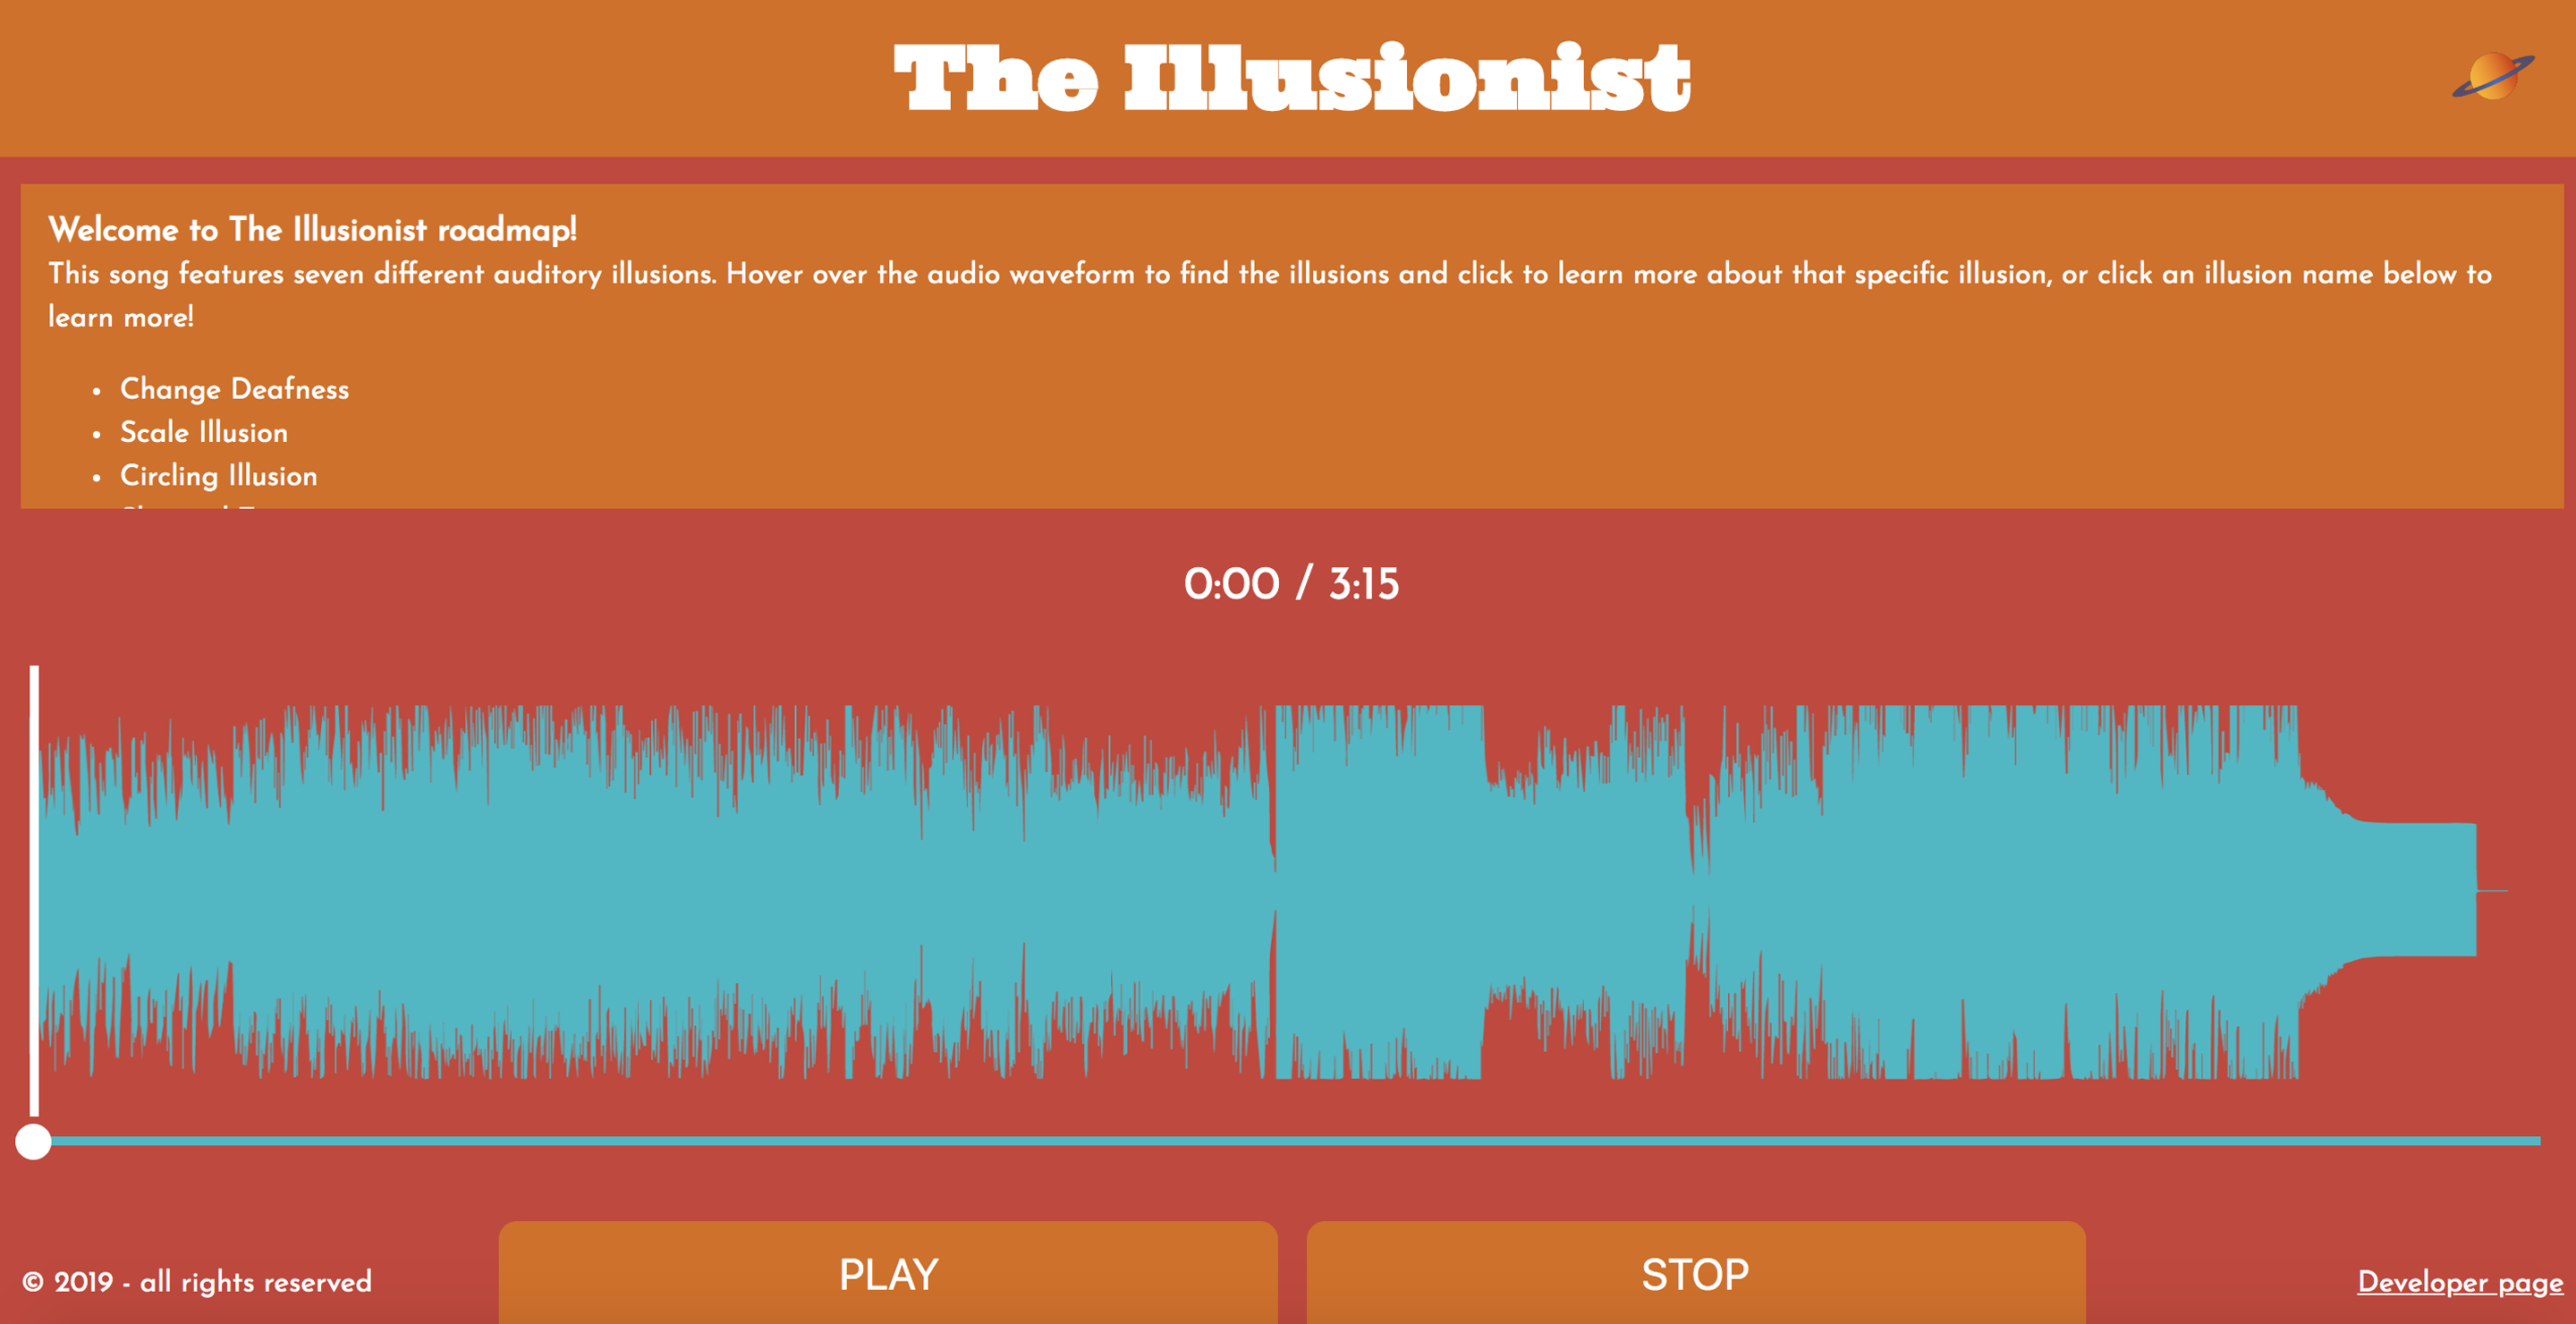 The Illusionist
Welcome to The Illusionist roadmap!
This song features seven different auditory illusions. Hover over the audio waveform to find the illusions and click to learn more about that specific illusion, or click an illusion name below to
learn more!
• Change Deafness
• Scale Illusion
• Circling Illusion
0:00 / 3:15
PLAY
STOP
© 2019 - all rights reserved
Developer page